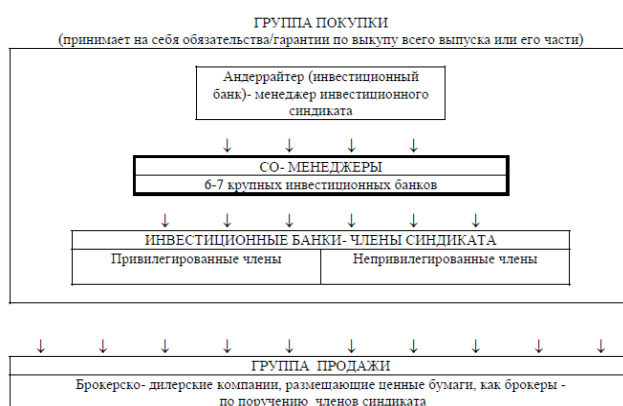 ГРУППА ПОКУПКИ
(принимает на себя обязательства/гарантии по выкупу всего выпуска или его части)
Андеррайтер (инвестиционный
банк)- менеджер инвестиционного
синдиката
↓ ↓ ↓ ↓
СО- МЕНЕДЖЕРЫ
6-7 крупных инвестиционных банков
↓ ↓ ↓ ↓ ↓ ↓ ↓
ИНВЕСТИЦИОННЫЕ БАНКИ- ЧЛЕНЫ СИНДИКАТА
Привилегированные члены Непривилегированные члены
↓ ↓ ↓ ↓ ↓ ↓ ↓ ↓ ↓ ↓
ГРУППА ПРОДАЖИ
Брокерско- дилерские компании, размещающие ценные бумаги, как брокеры -
по поручению членов синдиката